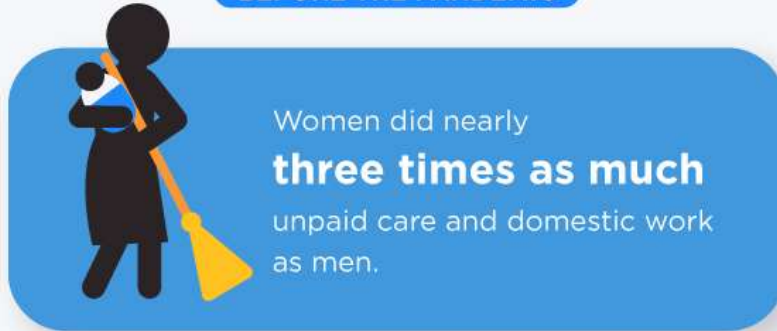 Women did nearly
three times as much
unpaid care and domestic work
as men.